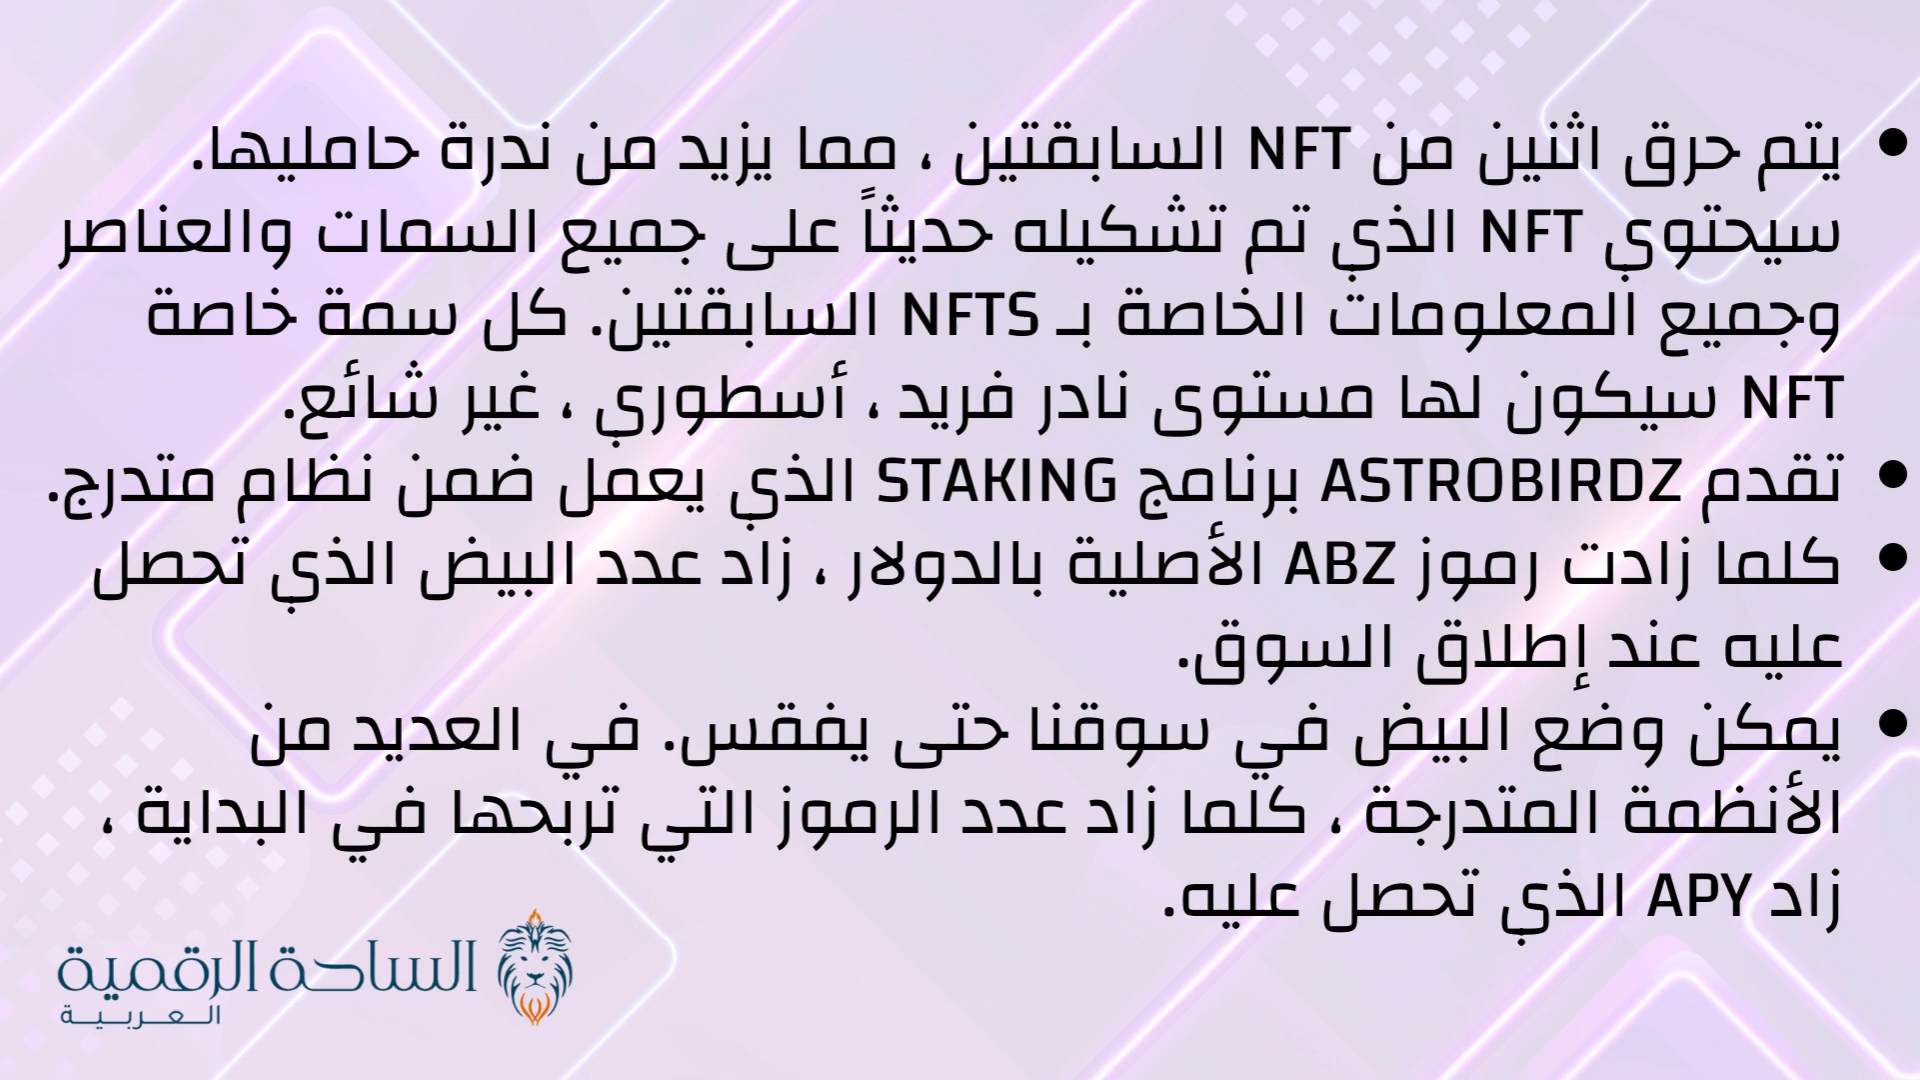 • يتم حرق اثنين من NFT السابقتين ، مما يزيد من ندرة حامليها.
سيحتوي NFT الذي تم تشكيله حديثاً على جميع السمات والعناصر
وجميع المعلومات الخاصة بـ NFTS السابقتين. كل سمة خاصة
NFT سيكون لها مستوى نادر فريد ، أسطوري ، غير شائع.
• تقدم ASTROBIRDZ برنامج STAKING الذي يعمل ضمن نظام متدرج.
• كلما زادت رموز ABZ الأصلية بالدولار ، زاد عدد البيض الذي تحصل
عليه عند إطلاق السوق.
• يمكن وضع البيض في سوقنا حتى يفقس. في العديد من
الأنظمة المتدرجة ، كلما زاد عدد الرموز التي تربحها في البداية ،
زاد APY الذي تحصل عليه.
الساحة الرقمية
العربية